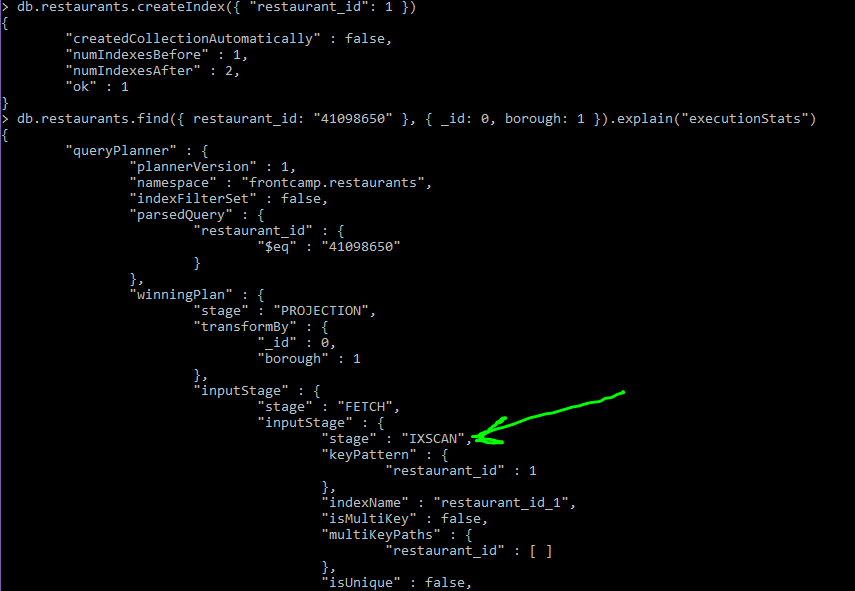 > db.restaurants.createIndex({ "restaurant_id": 1 })
{
        "createdCollectionAutomatically" : false,
        "numIndexesBefore" : 1,
        "numIndexesAfter" : 2,
        "ok" : 1
}
> db.restaurants.find({ restaurant_id: "41098650" }, { _id: 0, borough: 1 }).explain("executionStats")
{
        "queryPlanner" : {
                "plannerVersion" : 1,
                "namespace" : "frontcamp.restaurants",
                "indexFilterSet" : false,
                "parsedQuery" : {
                        "restaurant_id" : {
                                "$eq" : "41098650"
                        }
                },
                "winningPlan" : {
                        "stage" : "PROJECTION",
                        "transformBy" : {
                                "_id" : 0,
                                "borough" : 1
                        },
                        "inputStage" : {
                                "stage" : "FETCH",
                                "inputStage" : {
                                        "stage" : "IXSCAN",
                                        "keyPattern" : {
                                                "restaurant_id" : 1
                                        },
                                        "indexName" : "restaurant_id_1",
                                        "isMultiKey" : false,
                                        "multiKeyPaths" : {
                                                "restaurant_id" : [ ]
                                        },
                                        "isUnique" : false,